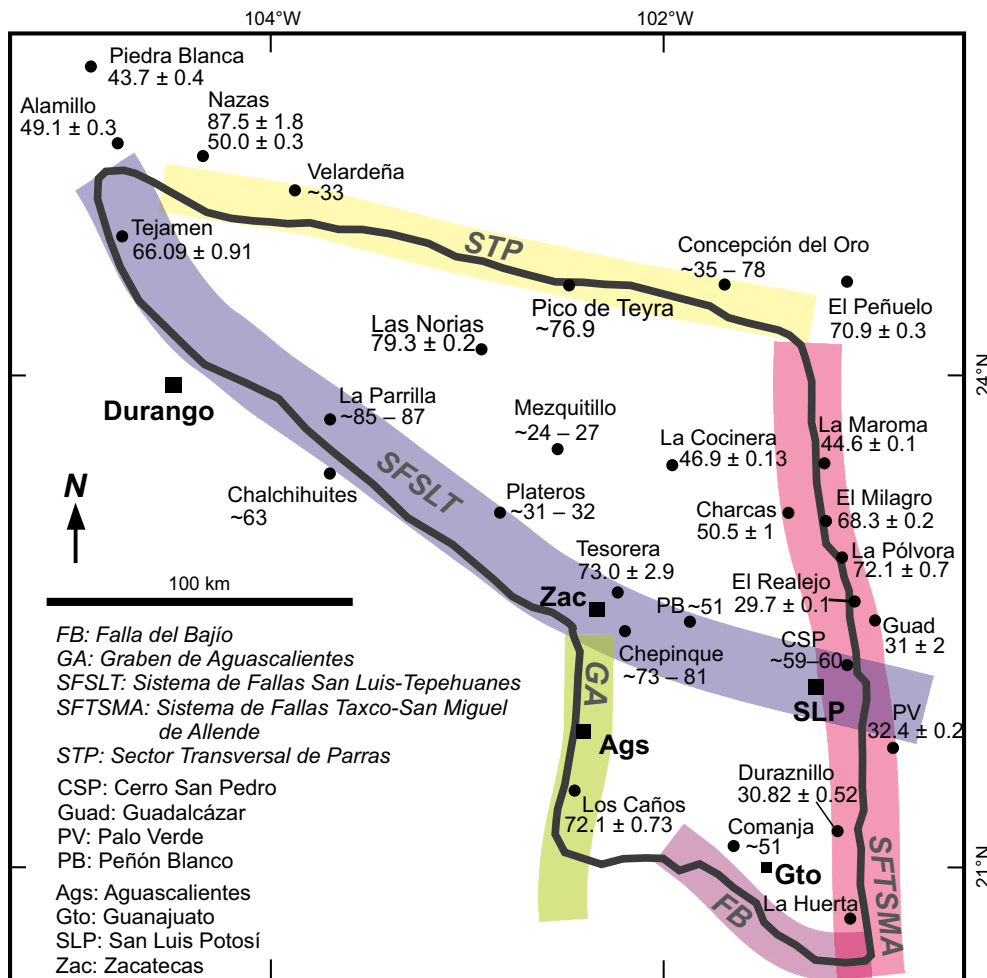 104°W
102°W
Piedra Blanca
43.7 ± 0.4
Alamillo
49.1 ± 0.3
Nazas
87.5 ± 1.8
50.0 ± 0.3
Velardeña
~33
Tejamen
66.09 ± 0.91
STP
Concepción del Oro
~35 – 78
Pico de Teyra
~76.9
El Peñuelo
70.9 ± 0.3
Las Norias
79.3 ± 0.2
24°N
Durango
La Parrilla
~85 – 87
Mezquitillo
~24 – 27
La Cocinera
46.9 ± 0.13
La Maroma
44.6 ± 0.1
SFSLT
Chalchihuites
~63
Plateros
~31 – 32
Charcas
50.5 ± 1
El Milagro
68.3 ± 0.2
N
La Pólvora
72.1 ± 0.7
Tesorera
73.0 ± 2.9
El Realejo
29.7 ± 0.1
100 km
Zac
PB ~51
Guad
31 ± 2
Chepinque
~73 – 81
CSP
~59–60
GA
SLP
PV
32.4 ± 0.2
Ags
Duraznillo
30.82 ± 0.52
Los Caños
72.1 ± 0.73
Comanja
~51
Gto
21°N
SFTSMA
FB
La Huerta
FB: Falla del Bajío
GA: Graben de Aguascalientes
SFSLT: Sistema de Fallas San Luis-Tepehuanes
SFTSMA: Sistema de Fallas Taxco-San Miguel
de Allende
STP: Sector Transversal de Parras
CSP: Cerro San Pedro
Guad: Guadalcázar
PV: Palo Verde
PB: Peñón Blanco
Ags: Aguascalientes
Gto: Guanajuato
SLP: San Luis Potosí
Zac: Zacatecas